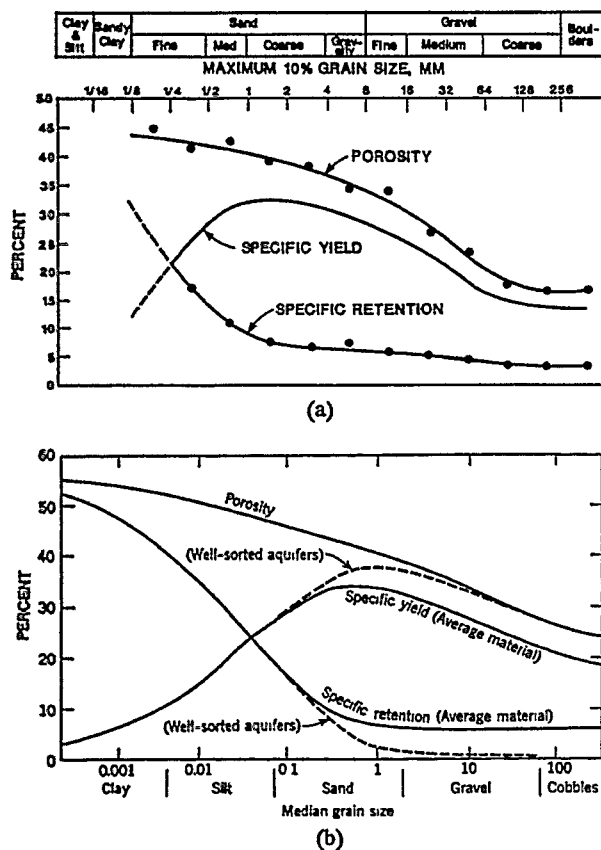 Clay & Silt
Sandy Clay
Sand
Gravel
Boulders
Fine
Med
Coarse
Gravelly
Fine
Medium
Coarse
MAXIMUM 10% GRAIN SIZE, MM
1/16 1/8 1/4 1/2 1 2 4 8 16 32 64 128 256
50
45
40
35
30
25
20
15
10
5
0
PERCENT
POROSITY
SPECIFIC YIELD
SPECIFIC RETENTION
(a)
60
50
40
30
20
10
0
PERCENT
Porosity
(Well-sorted aquifers)
Specific yield (Average material)
Specific retention (Average material)
(Well-sorted aquifers)
0.001 0.01 0 1 1 10 100
Clay | Silt | Sand | Gravel | Cobbles
Median grain size
(b)